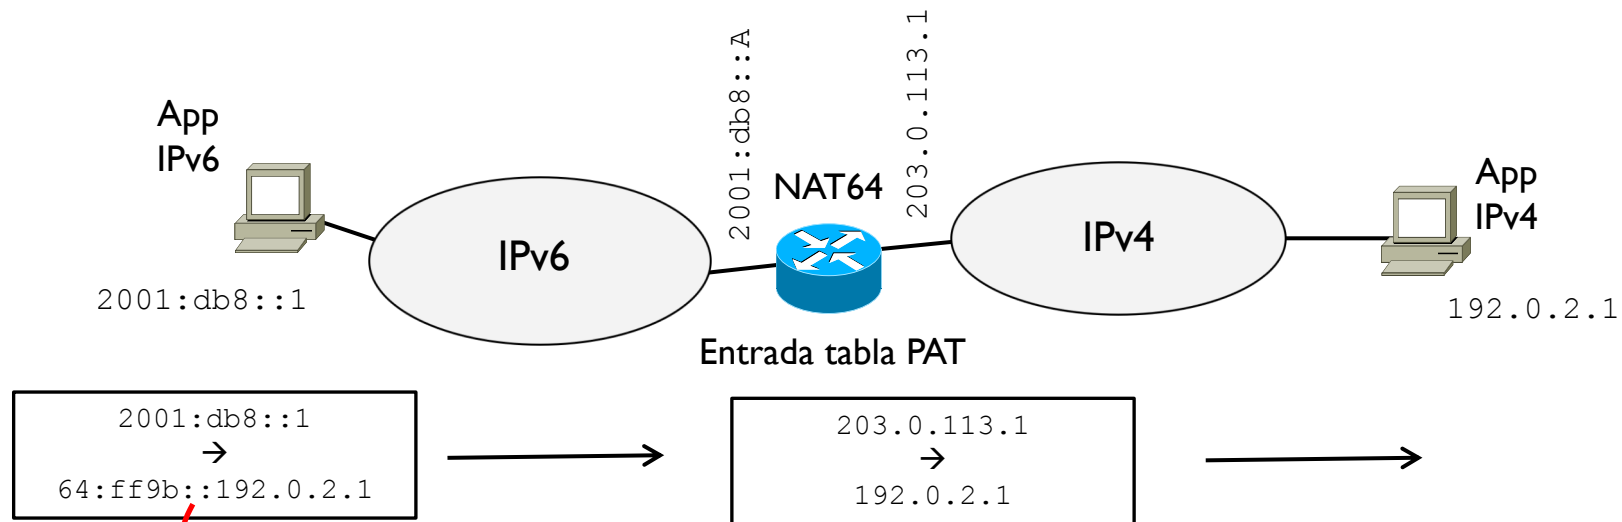 App
IPv6
2001:db8::1
IPv6
2001:db8::A
NAT64
203.0.113.1
IPv4
App
IPv4
192.0.2.1
Entrada tabla PAT
2001:db8::1
→
64:ff9b::192.0.2.1
203.0.113.1
→
192.0.2.1